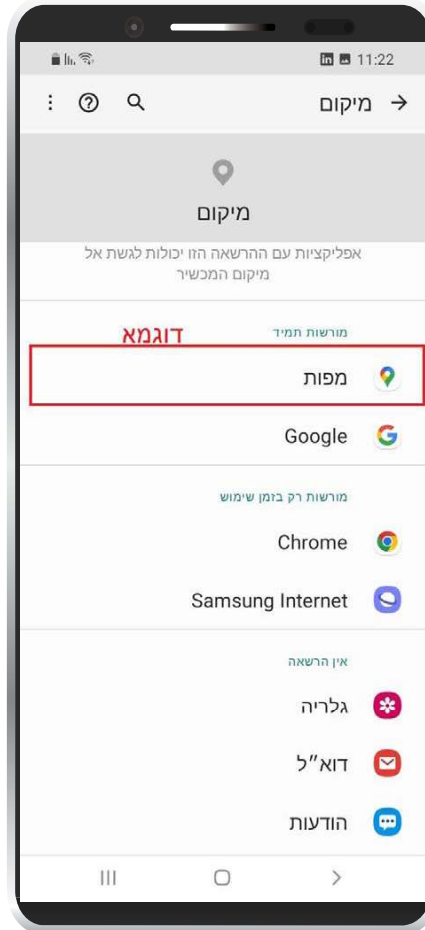 11:22
מיקום
מיקום
אפליקציות עם ההרשאה הזו יכולות לגשת אל
מיקום המכשיר
מורשות תמיד
דוגמא
מפות
Google
מורשות רק בזמן שימוש
Chrome
Samsung Internet
אין הרשאה
גלריה
דוא״ל
הודעות